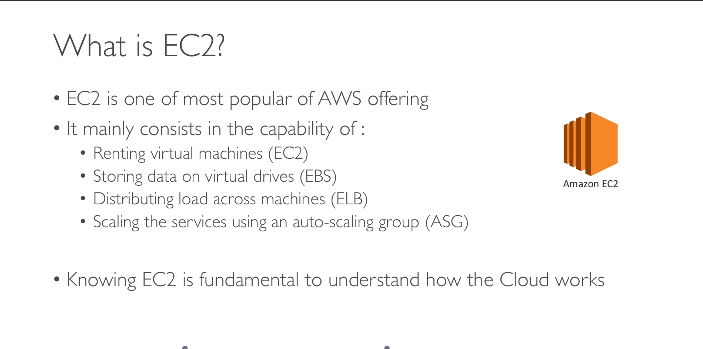 What is EC2?
• EC2 is one of most popular of AWS offering
• It mainly consists in the capability of :
• Renting virtual machines (EC2)
• Storing data on virtual drives (EBS)
• Distributing load across machines (ELB)
• Scaling the services using an auto-scaling group (ASG)
Amazon EC2
• Knowing EC2 is fundamental to understand how the Cloud works